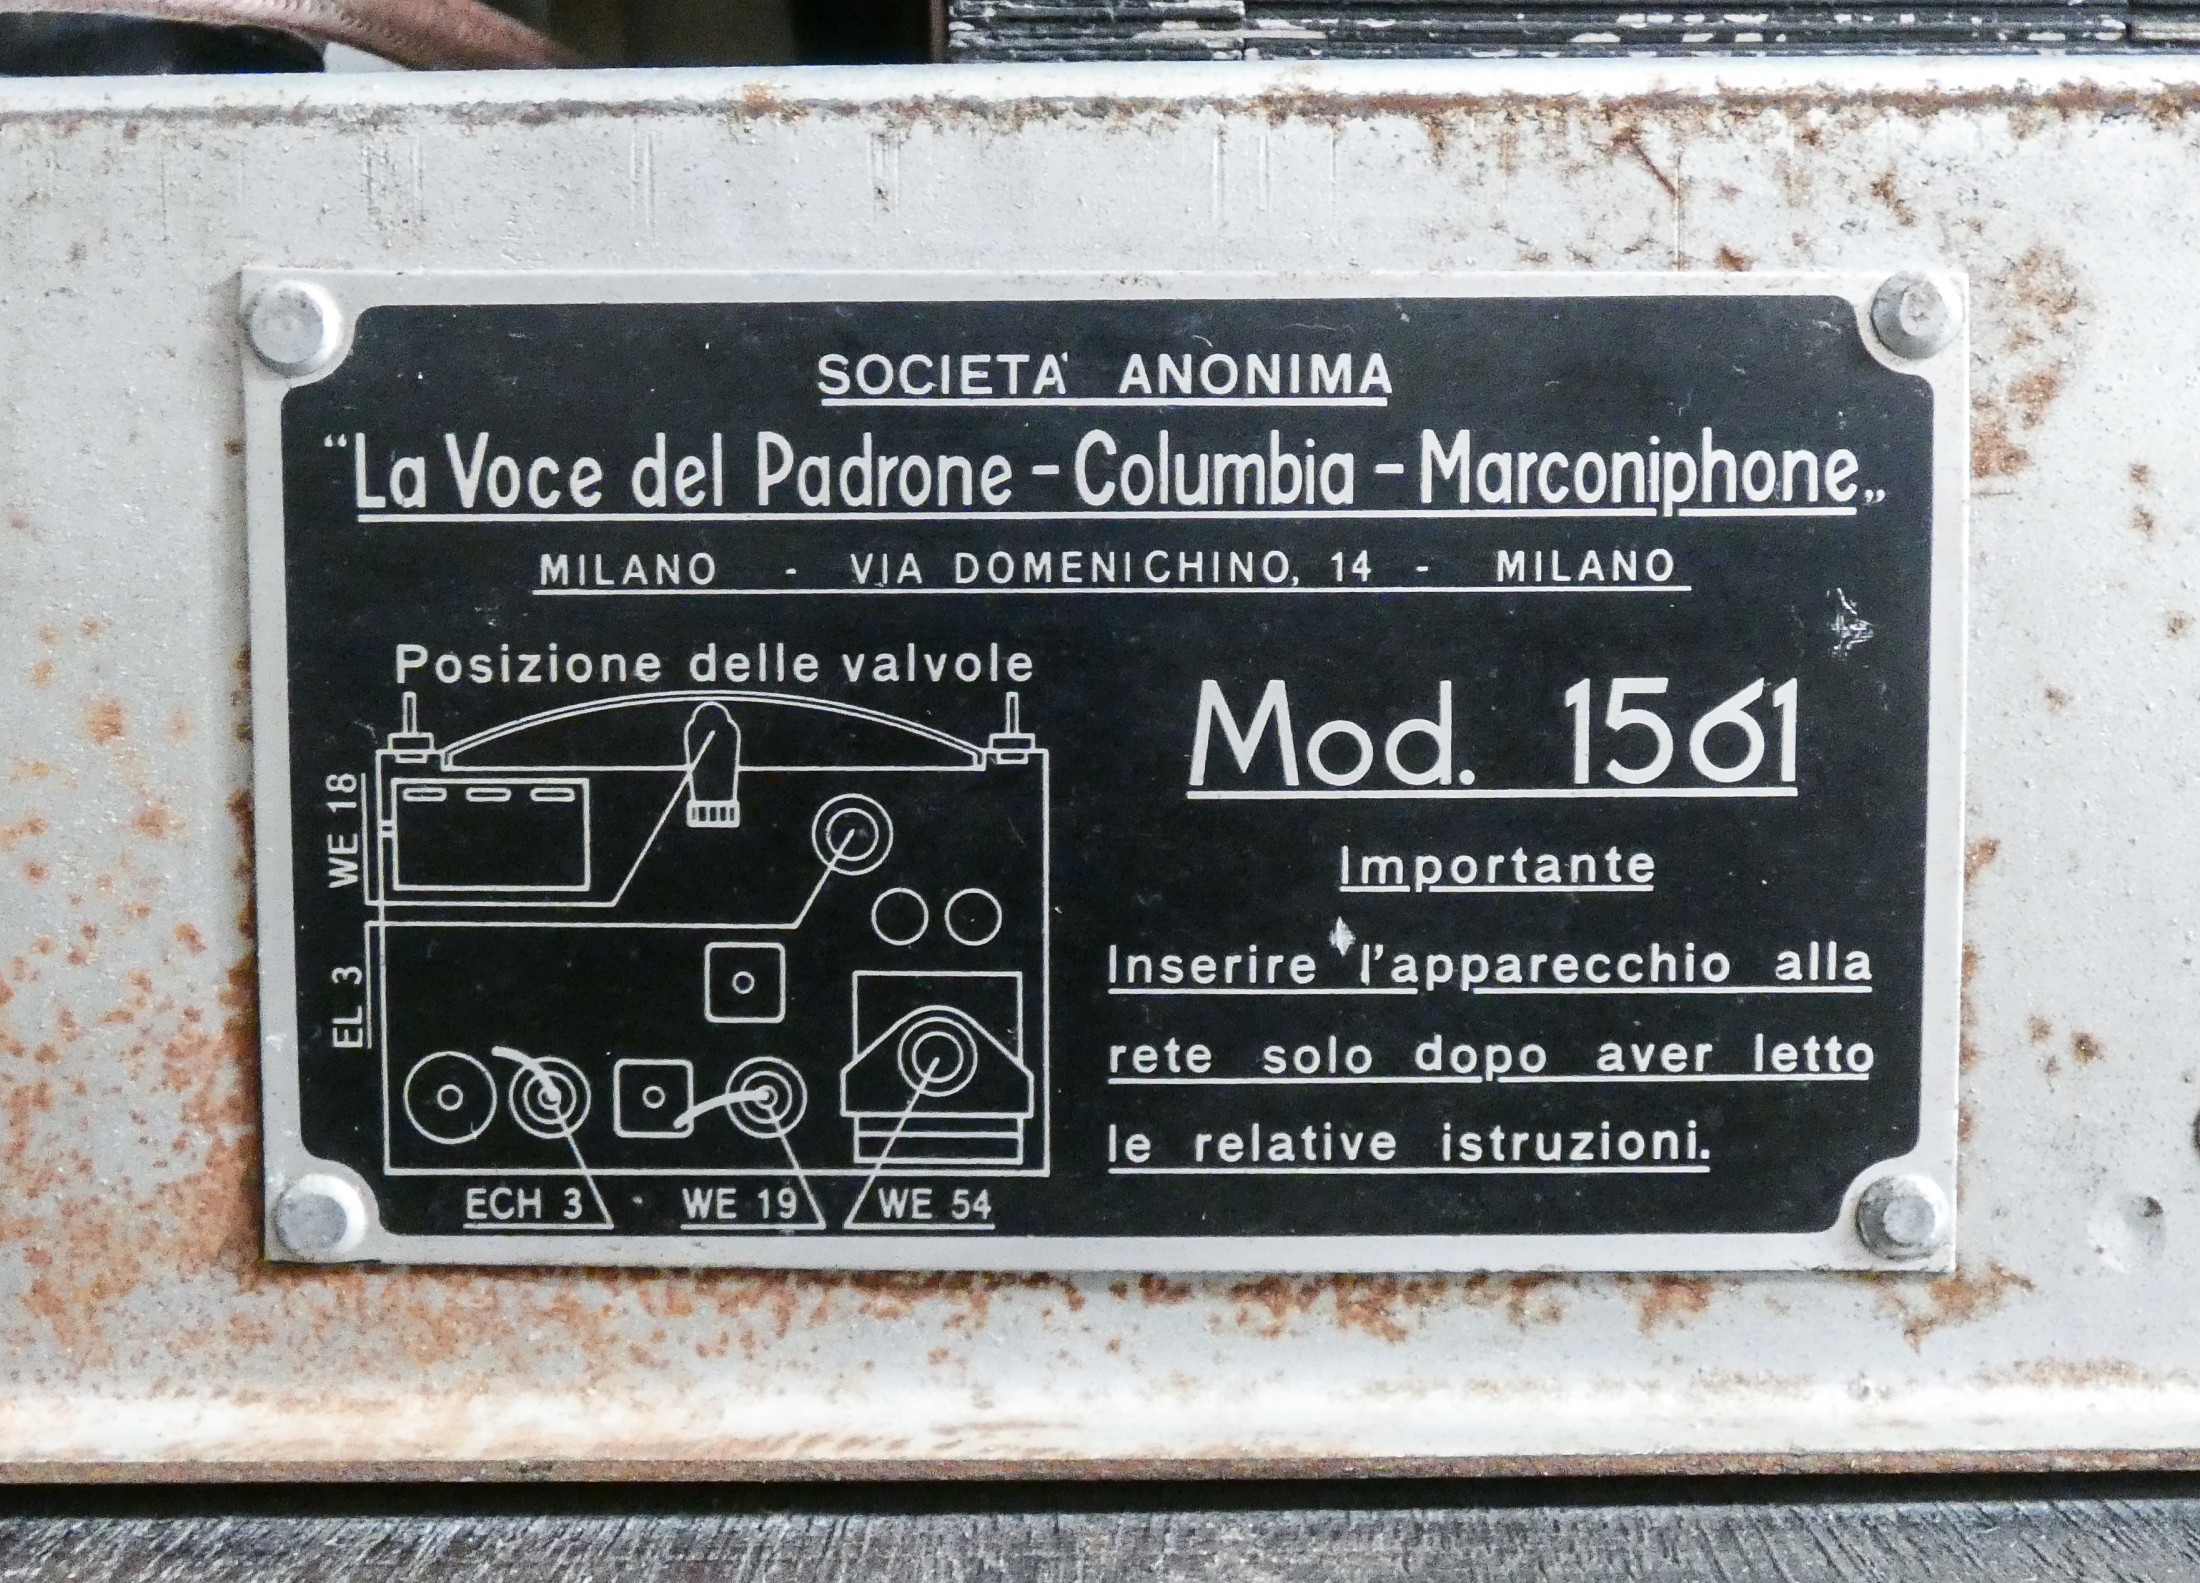 SOCIETA' ANONIMA
“La Voce del Padrone - Columbia - Marconiphone„
MILANO - VIA DOMENICHINO, 14 - MILANO
Posizione delle valvole
WE 18
EL 3
ECH 3 · WE 19 WE 54
Mod. 1561
Importante
Inserire l'apparecchio alla
rete solo dopo aver letto
le relative istruzioni.